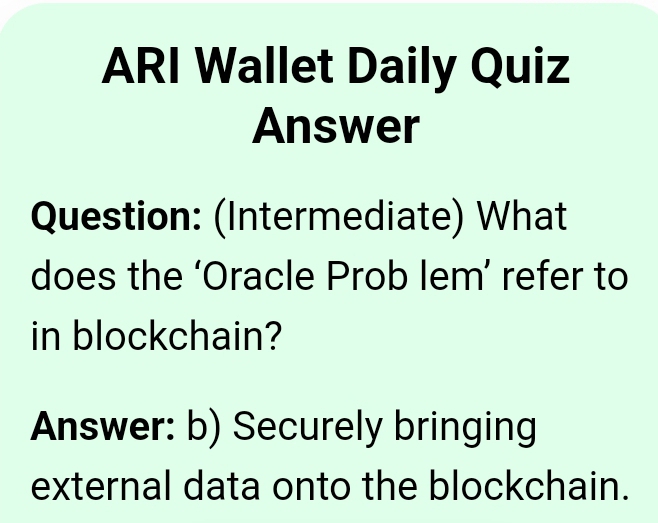 ARI Wallet Daily Quiz
Answer
Question: (Intermediate) What
does the ‘Oracle Prob lem’ refer to
in blockchain?
Answer: b) Securely bringing
external data onto the blockchain.